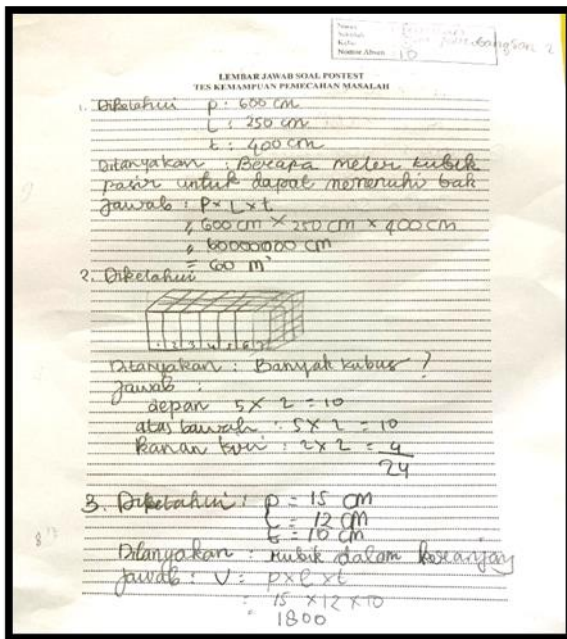 Nama
Sekolah
Kelas
Nomor Absen : 10
LEMBAR JAWAB SOAL POSTEST
TES KEMAMPUAN PEMECAHAN MASALAH
1. Diketahui p : 600 cm
L : 250 cm
t : 400 cm
Ditanyakan : Berapa meter kubik
pasir untuk dapat memenuhi bak
Jawab : P x L x t
= 600 cm x 250 cm x 400 cm
= 60000000 cm
= 600 m³
2. Diketahui
1 2 3 4 5 6 7
Ditanyakan : Banyak kubus ?
Jawab :
depan 5 x 2 = 10
atas bawah : 5 x 2 = 10
kanan kiri : 2 x 2 = 4
24
3. Diketahui : p = 15 cm
l = 12 cm
t = 10 cm
Ditanyakan : kubik dalam keranjang
Jawab : V = p x l x t
= 15 x 12 x 10
= 1800